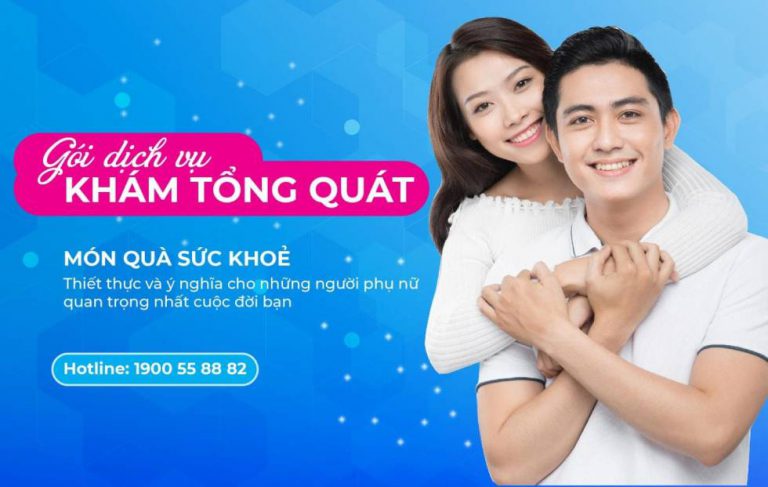 Gói dịch vụ
KHÁM TỔNG QUÁT
MÓN QUÀ SỨC KHOẺ
Thiết thực và ý nghĩa cho những người phụ nữ
quan trọng nhất cuộc đời bạn
Hotline: 1900 55 88 82